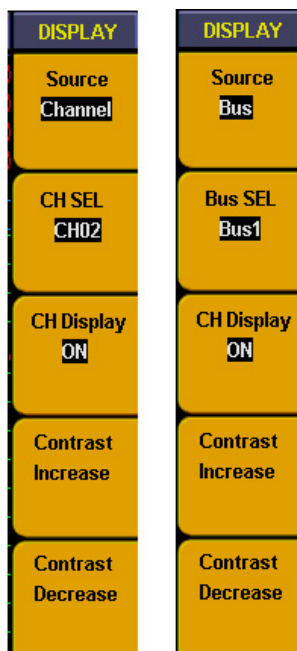 DISPLAY
Source
Channel
CH SEL
CH02
CH Display
ON
Contrast
Increase
Contrast
Decrease
DISPLAY
Source
Bus
Bus SEL
Bus1
CH Display
ON
Contrast
Increase
Contrast
Decrease